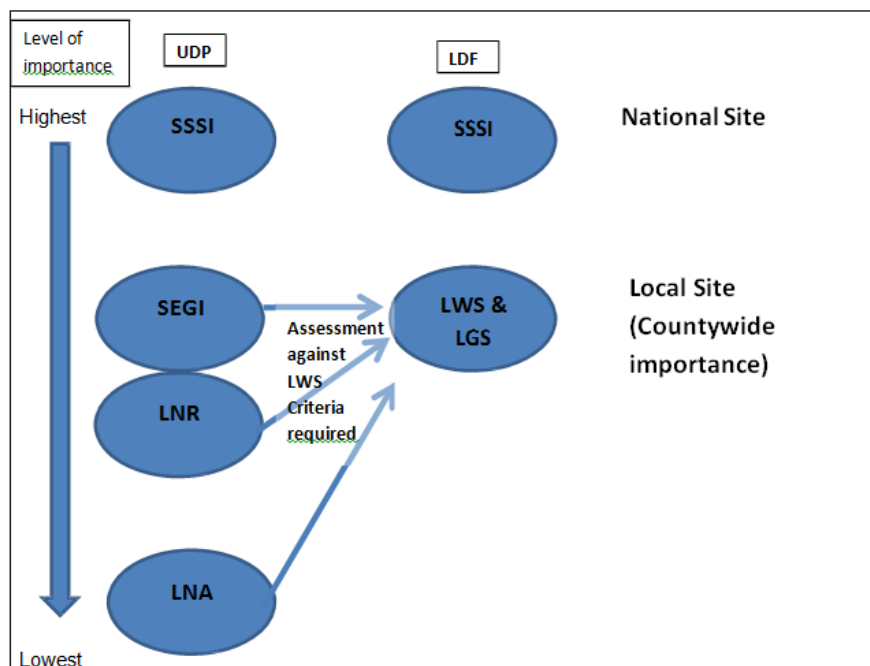 Level of
importance
UDP
LDF
Highest
SSSI
SSSI
National Site
SEGI
LWS &
LGS
Local Site
(Countywide
importance)
Assessment
against
LWS
Criteria
required
LNR
LNA
Lowest